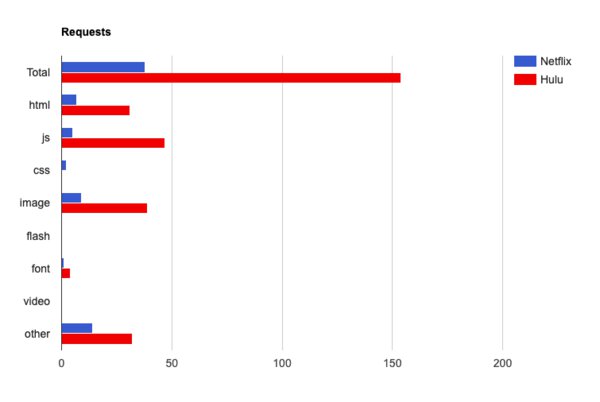 Requests
Netflix
Hulu
Total
html
js
css
image
flash
font
video
other
0 50 100 150 200